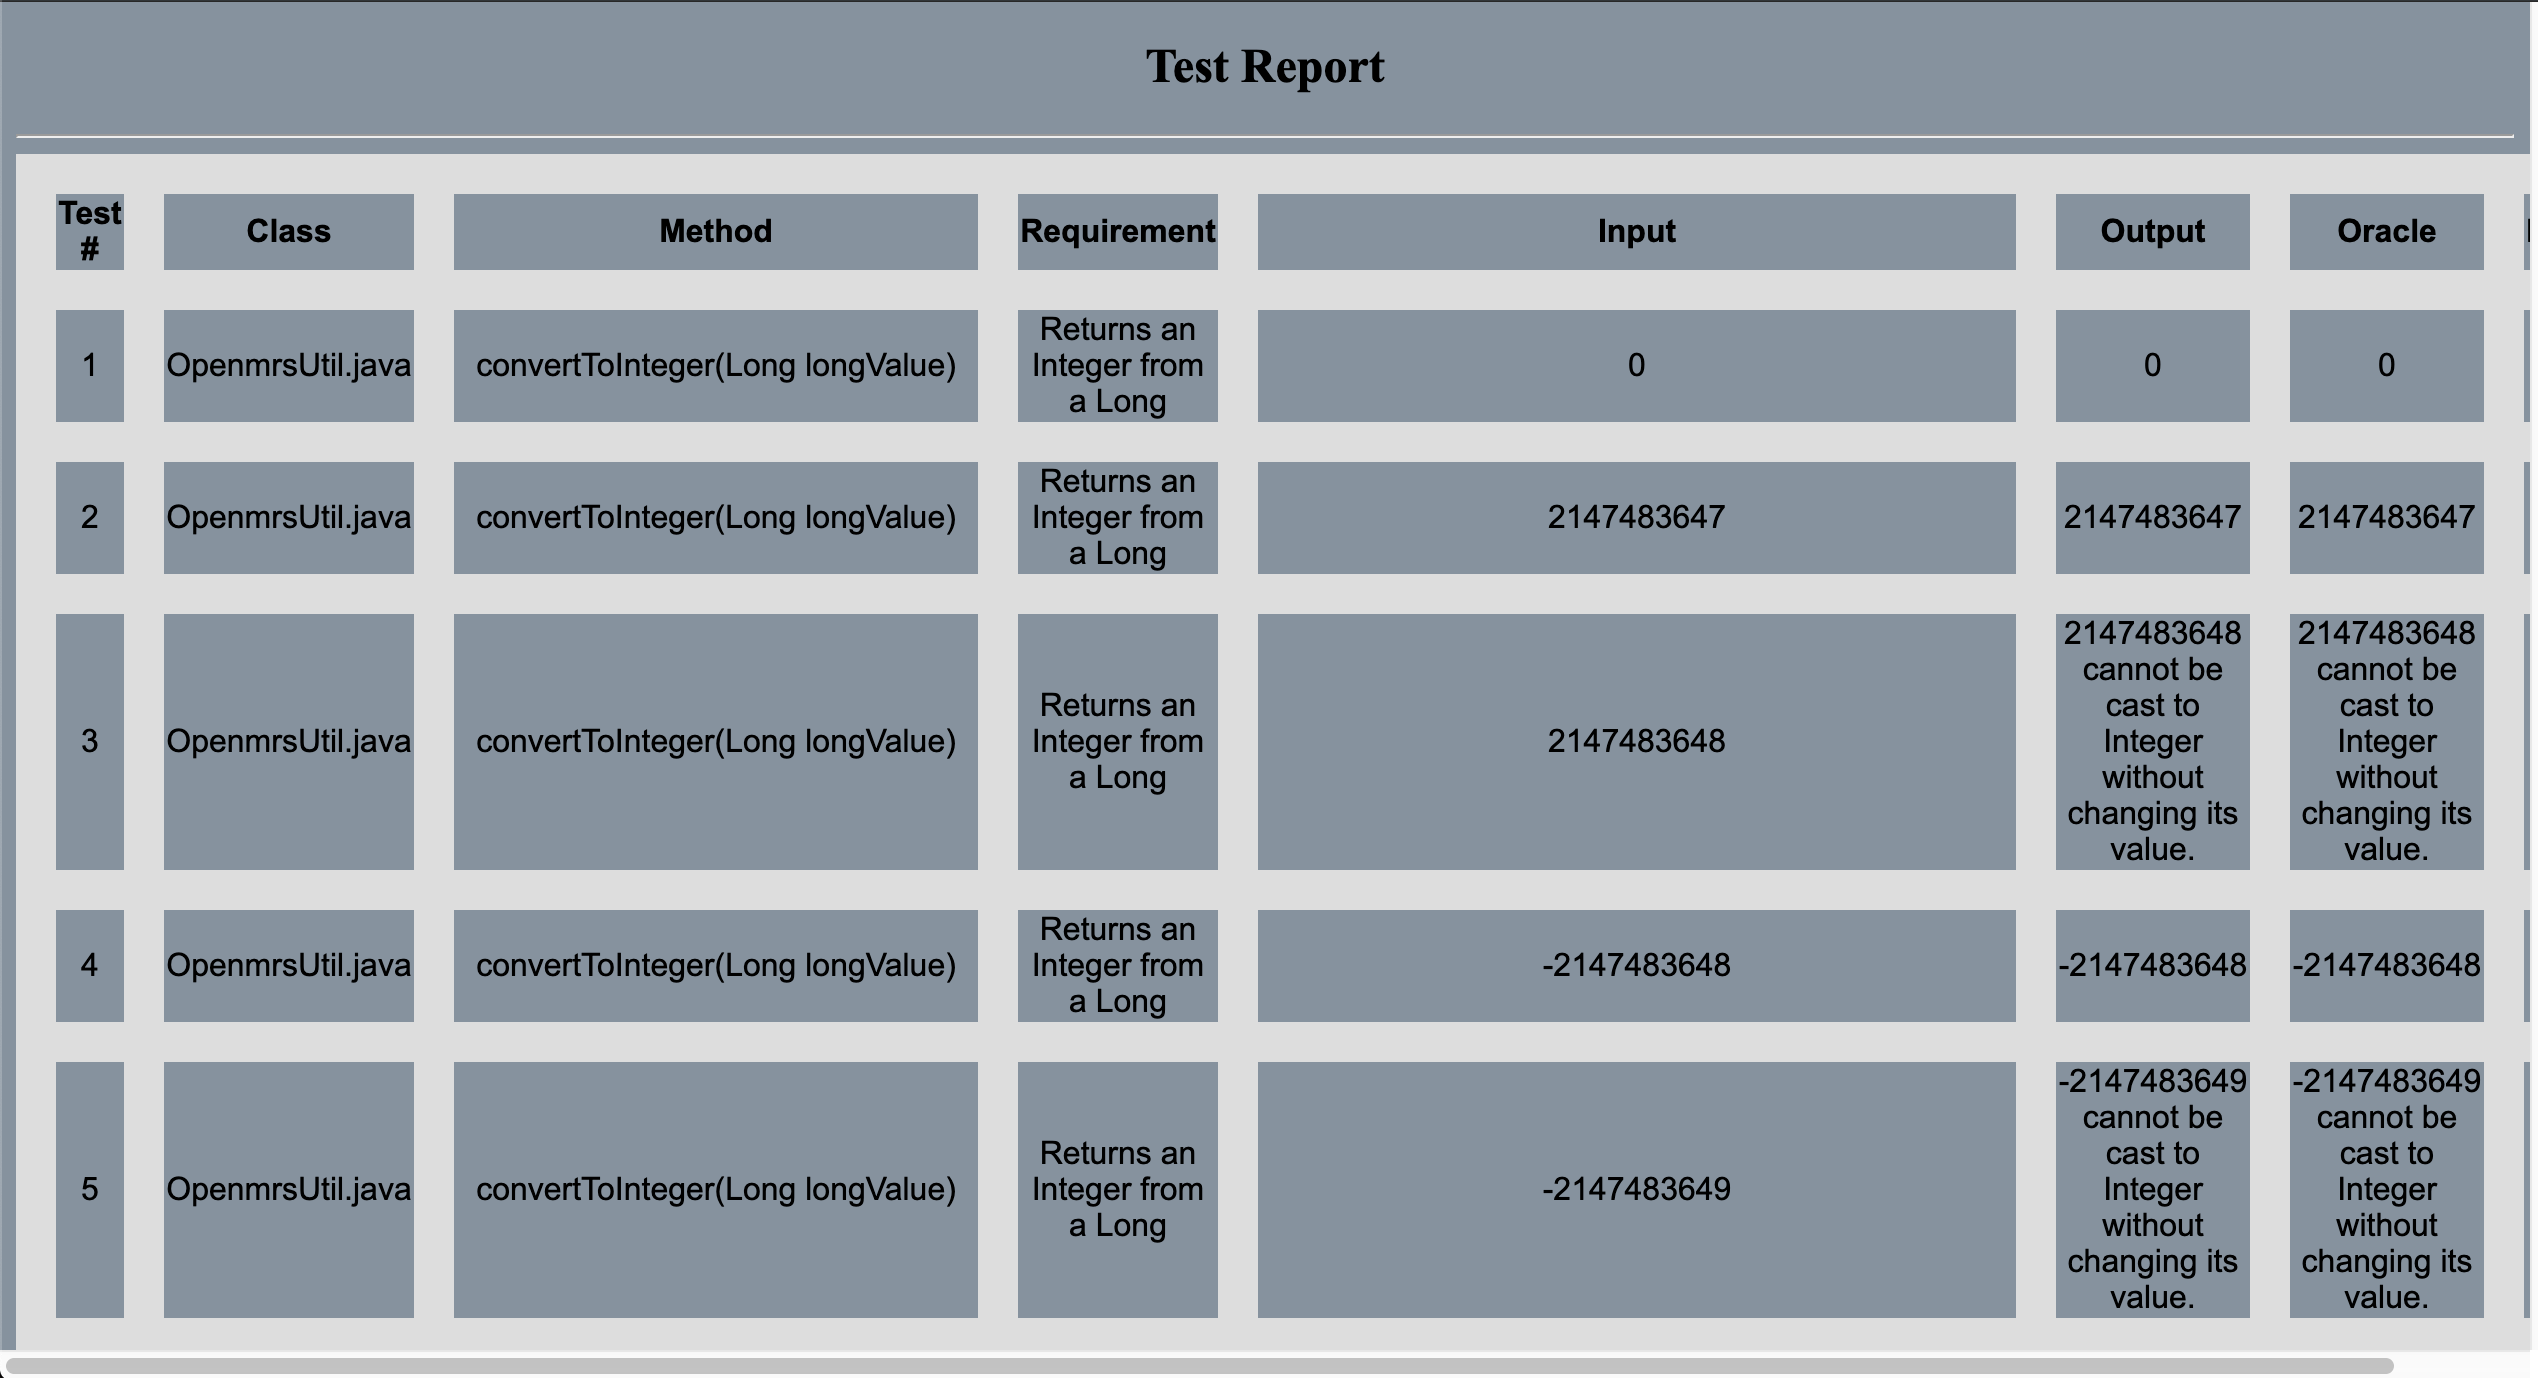 Test Report
Test # Class Method Requirement Input Output Oracle
1 OpenmrsUtil.java convertToInteger(Long longValue) Returns an Integer from a Long 0 0 0
2 OpenmrsUtil.java convertToInteger(Long longValue) Returns an Integer from a Long 2147483647 2147483647 2147483647
3 OpenmrsUtil.java convertToInteger(Long longValue) Returns an Integer from a Long 2147483648 2147483648 cannot be cast to Integer without changing its value. 2147483648 cannot be cast to Integer without changing its value.
4 OpenmrsUtil.java convertToInteger(Long longValue) Returns an Integer from a Long -2147483648 -2147483648 -2147483648
5 OpenmrsUtil.java convertToInteger(Long longValue) Returns an Integer from a Long -2147483649 -2147483649 cannot be cast to Integer without changing its value. -2147483649 cannot be cast to Integer without changing its value.